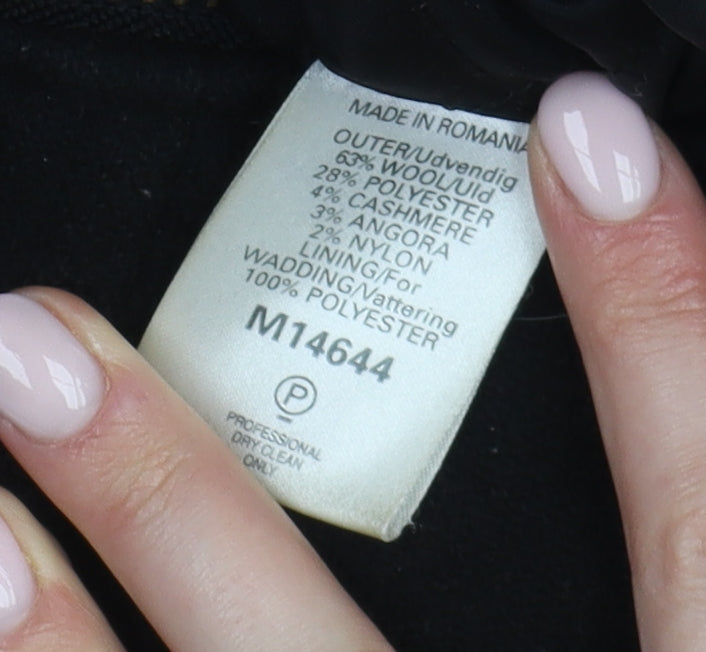 MADE IN ROMANIA
OUTER/Udvendig
63% WOOL/Uld
28% POLYESTER
4% CASHMERE
3% ANGORA
2% NYLON
LINING/For
WADDING/Vattering
100% POLYESTER
M14644
P
PROFESSIONAL
DRY CLEAN
ONLY